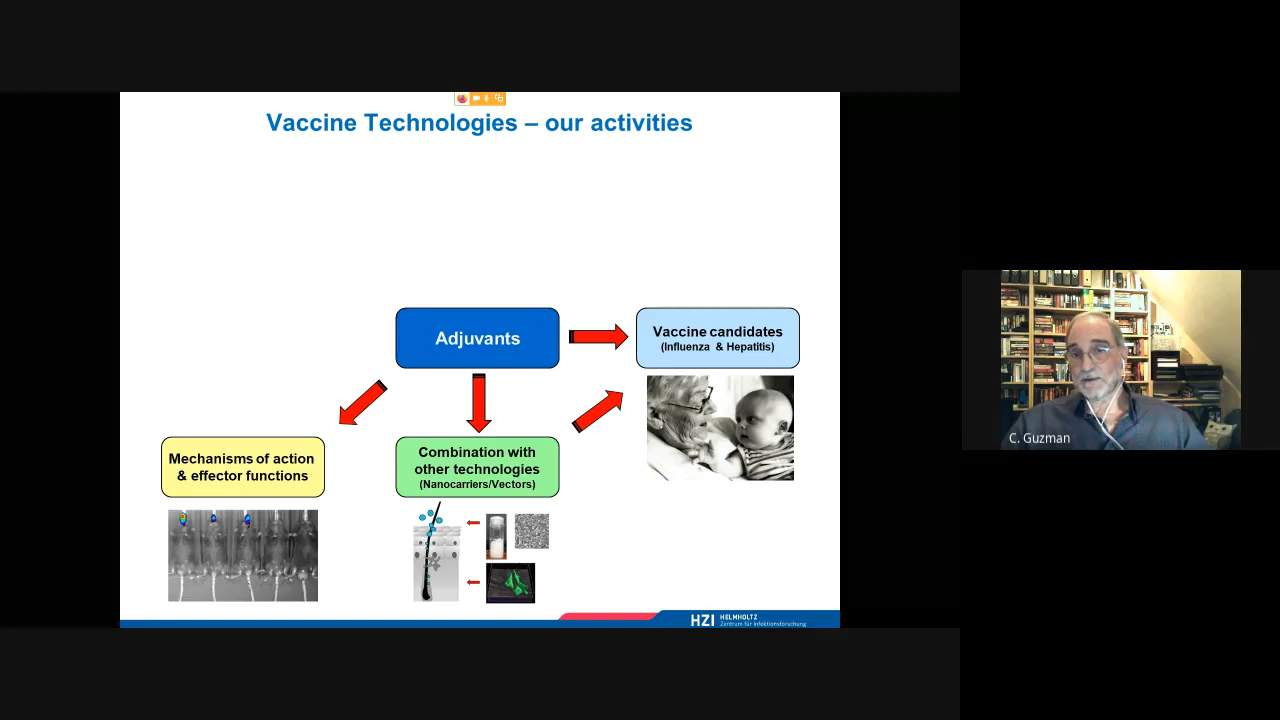 Vaccine Technologies – our activities
Adjuvants
Vaccine candidates
(Influenza & Hepatitis)
Mechanisms of action
& effector functions
Combination with
other technologies
(Nanocarriers/Vectors)
HZI HELMHOLTZ
Zentrum für Infektionsforschung
C. Guzman